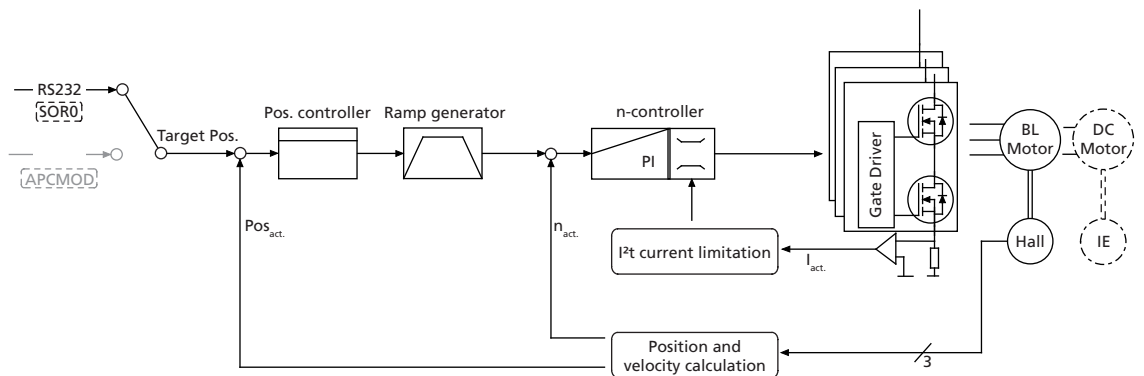 RS232
SOR0
APCMOD
Target Pos.
Pos. controller
Ramp generator
n-controller
PI
Gate Driver
BL
Motor
DC
Motor
Hall
IE
Pos act.
n act.
I²t current limitation
I act.
Position and
velocity calculation
3